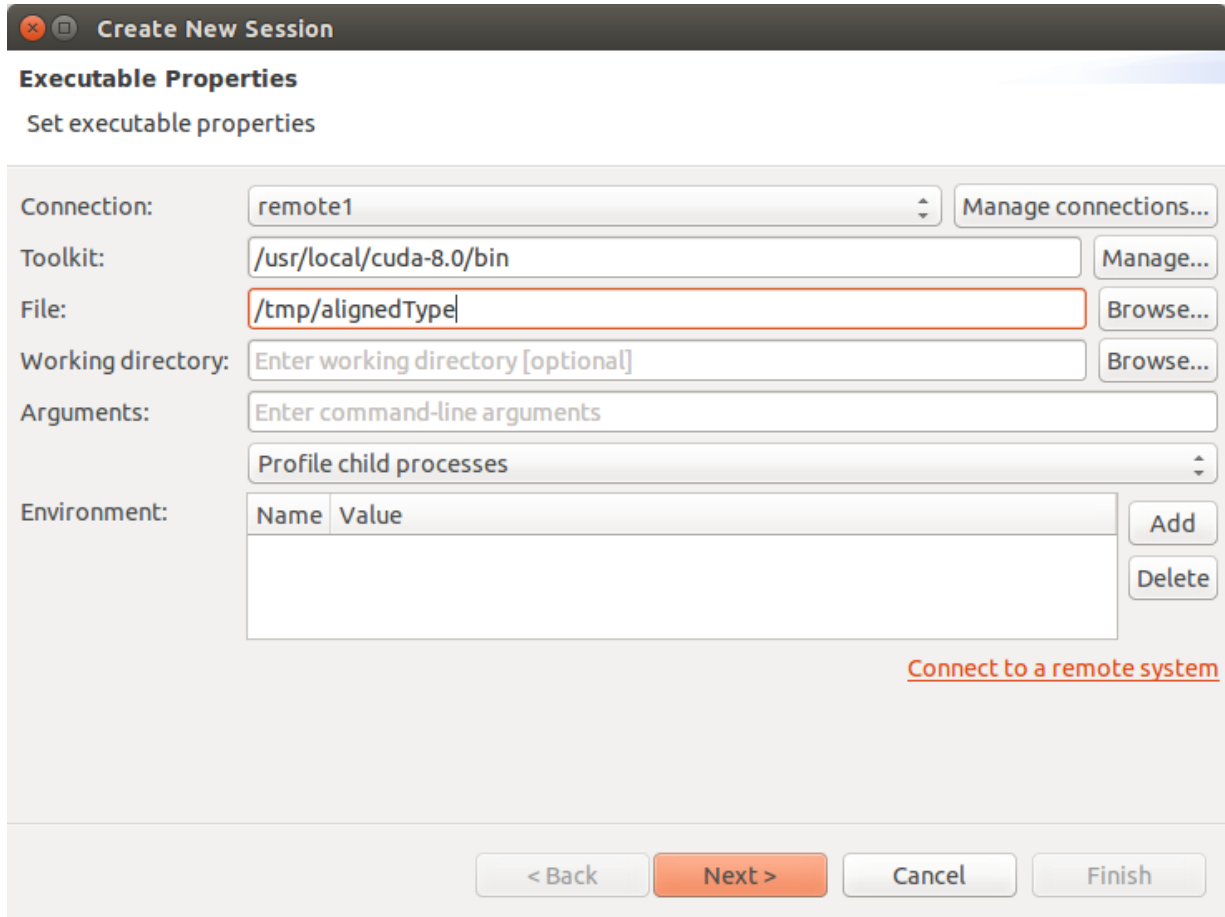 Create New Session
Executable Properties
Set executable properties
Connection: remote1 Manage connections...
Toolkit: /usr/local/cuda-8.0/bin Manage...
File: /tmp/alignedType Browse...
Working directory: Enter working directory [optional] Browse...
Arguments: Enter command-line arguments
Profile child processes
Environment: Name Value Add
Delete
Connect to a remote system
< Back Next > Cancel Finish